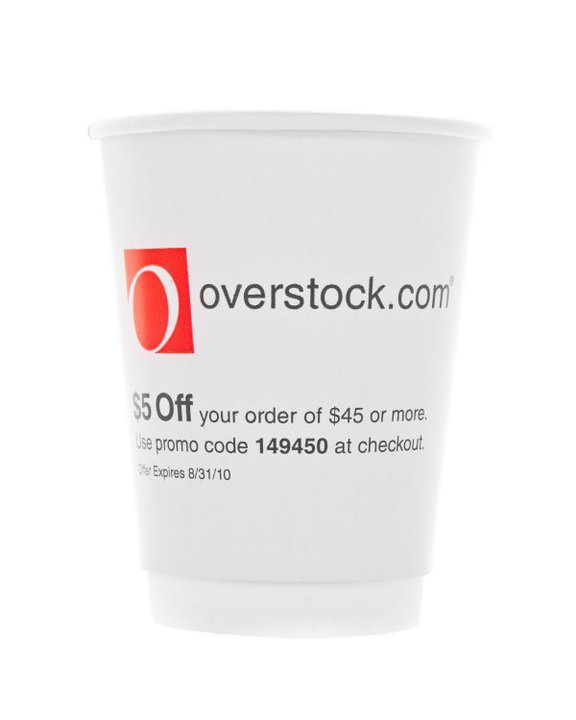 overstock.com®
$5 Off your order of $45 or more.
Use promo code 149450 at checkout.
Offer Expires 8/31/10